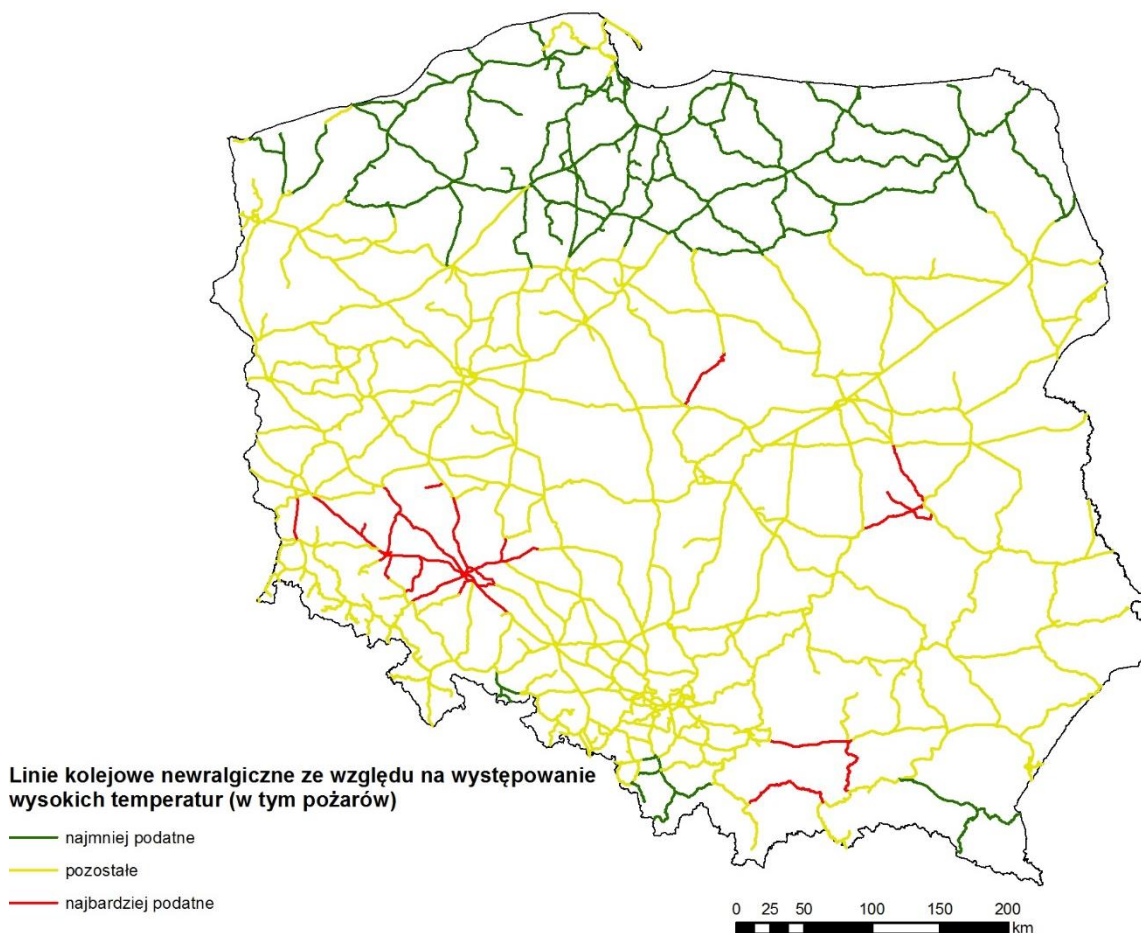 Linie kolejowe newralgiczne ze względu na występowanie
wysokich temperatur (w tym pożarów)
najmniej podatne
pozostałe
najbardziej podatne
0 25 50 100 150 200
km